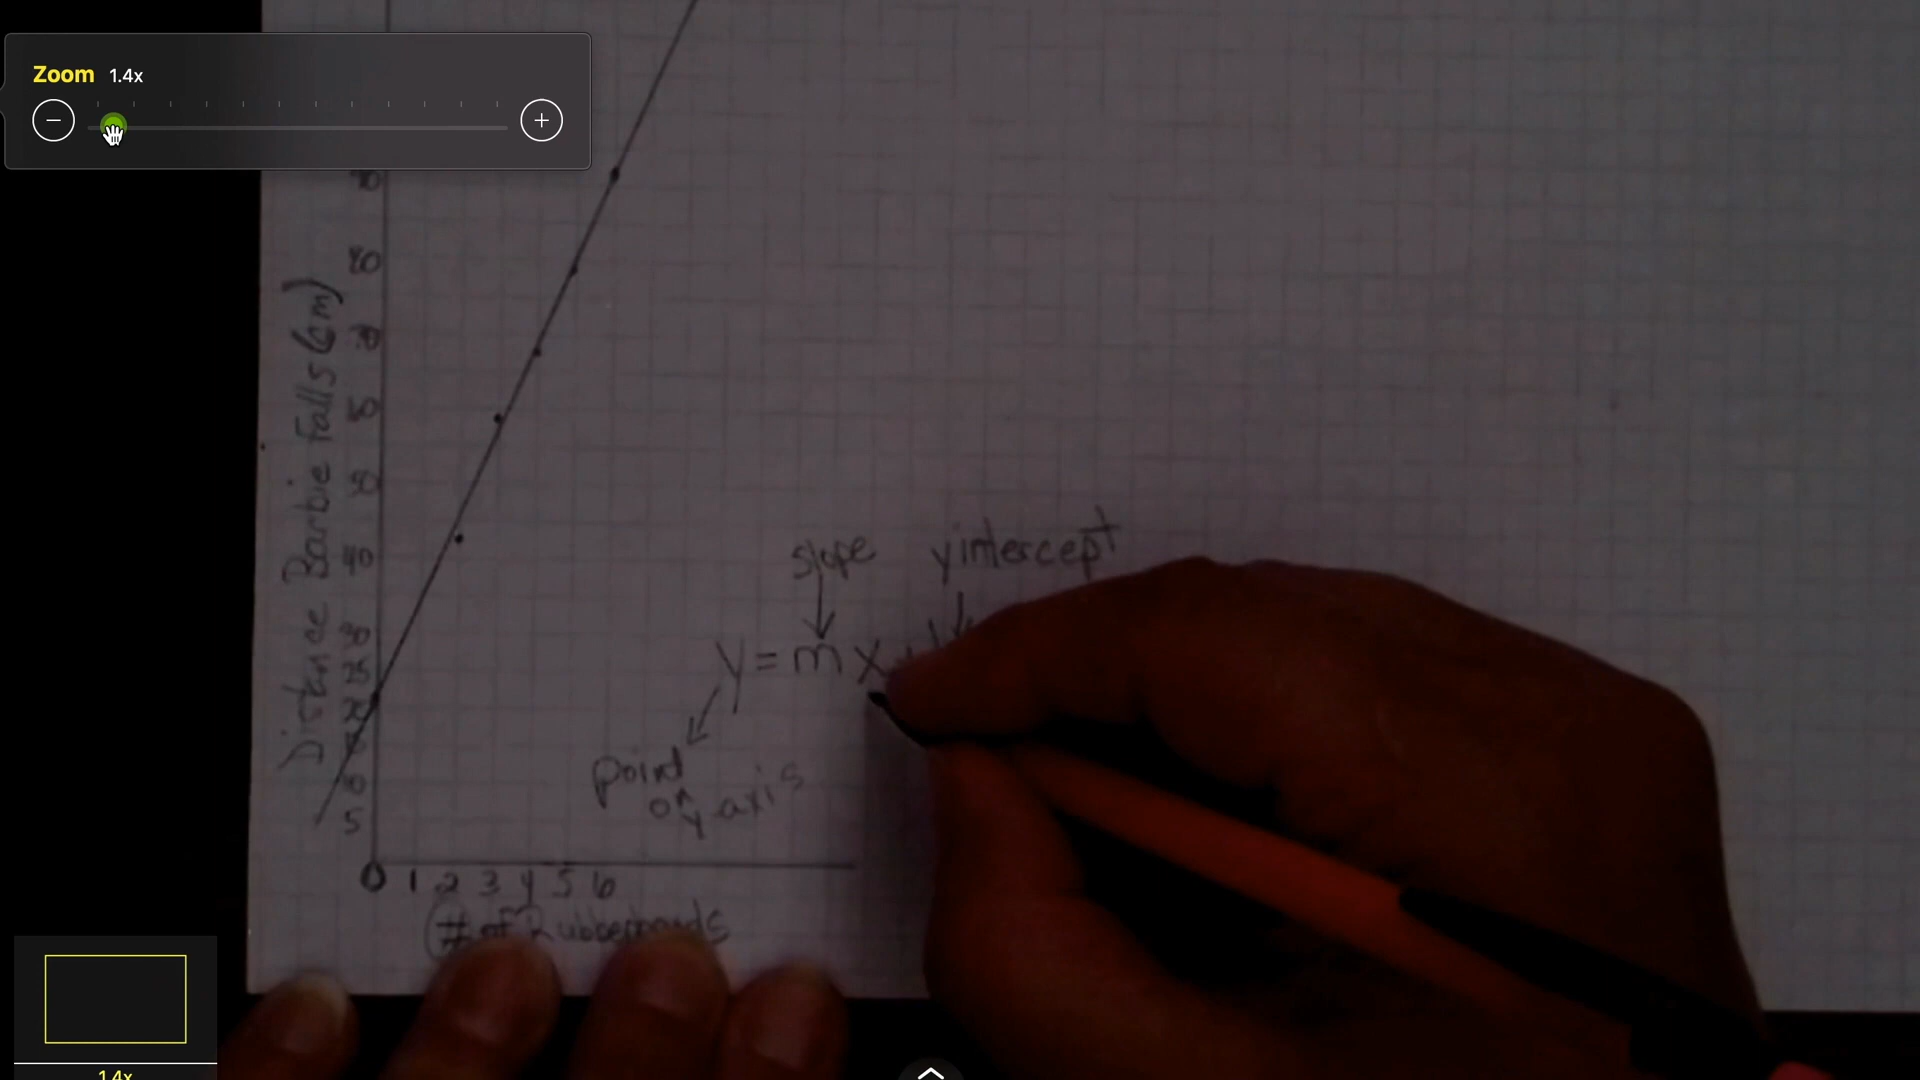 Zoom 1.4x
90
80
70
60
50
40
30
25
5
Distance Barbie Falls (cm)
slope
y intercept
y = m x
point
on
y-axis
0 1 2 3 4 5 6
(# of Rubberbands
1.4x